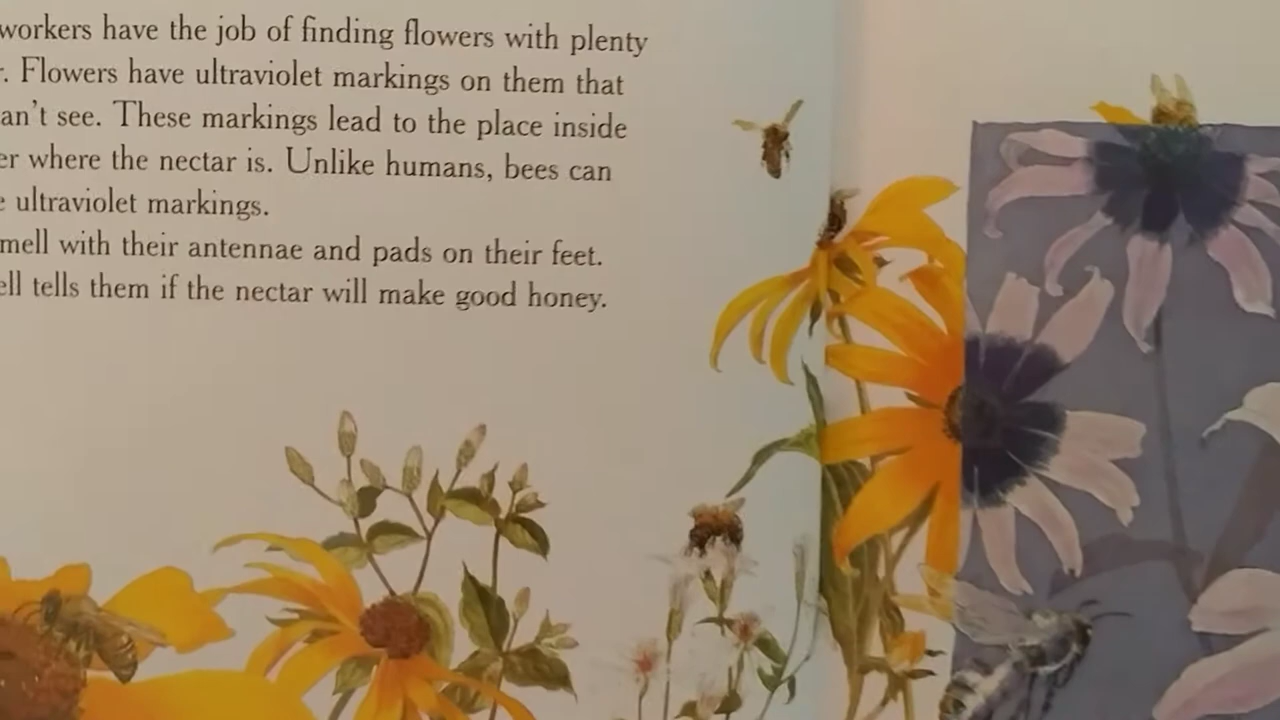 workers have the job of finding flowers with plenty
Flowers have ultraviolet markings on them that
an't see. These markings lead to the place inside
er where the nectar is. Unlike humans, bees can
ultraviolet markings.
mell with their antennae and pads on their feet.
ell tells them if the nectar will make good honey.